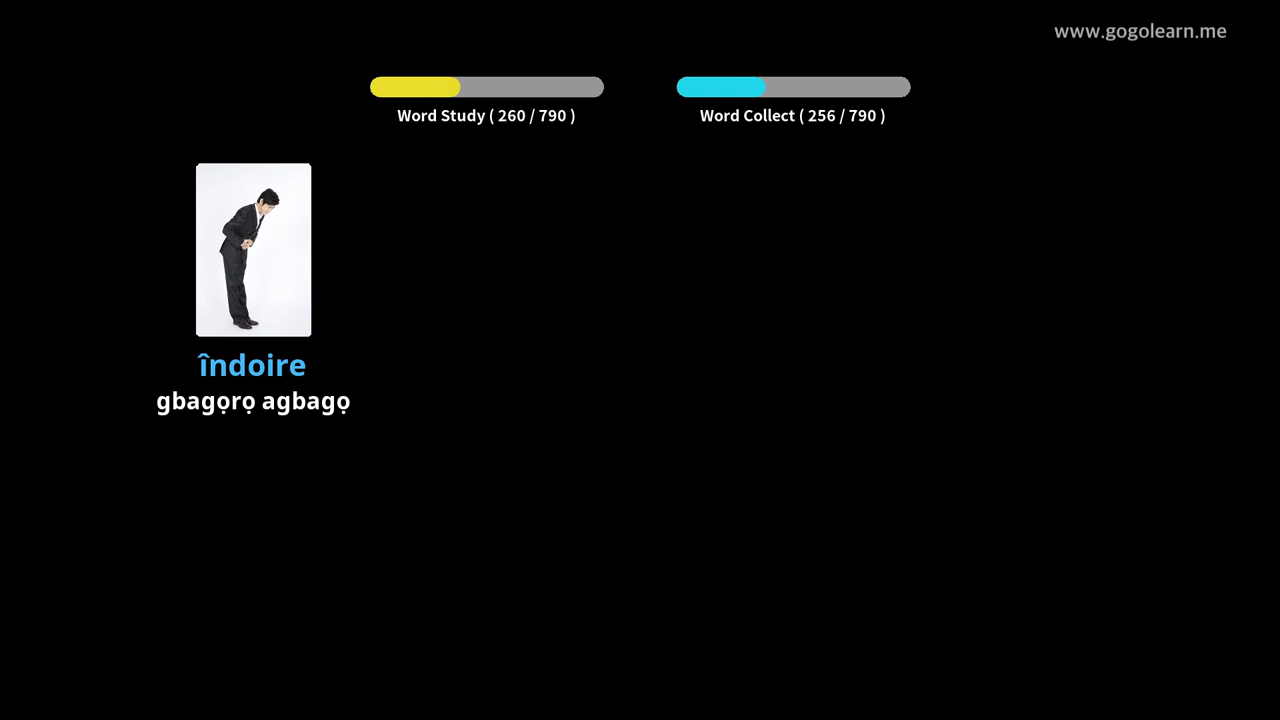 www.gogolearn.me
Word Study ( 260 / 790 )
Word Collect ( 256 / 790 )
îndoire
gbagọrọ agbagọ